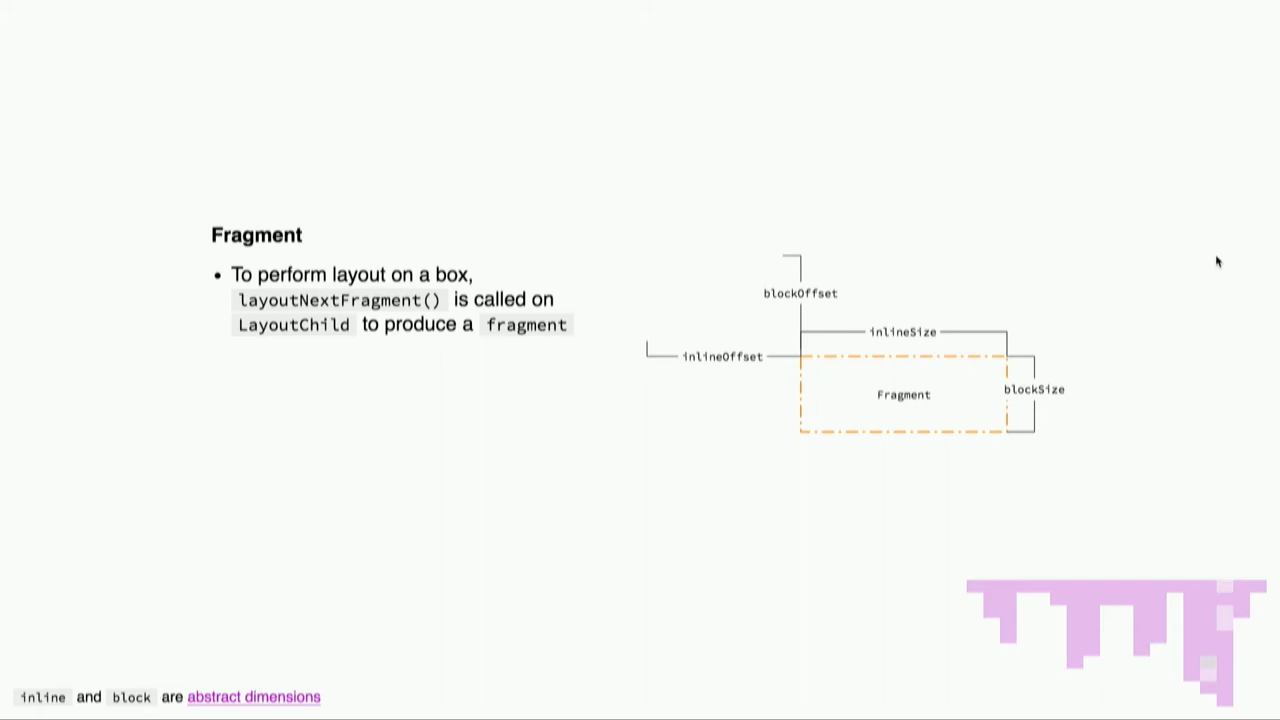 Fragment
• To perform layout on a box,
layoutNextFragment() is called on
LayoutChild to produce a fragment
blockOffset
inlineSize
inlineOffset
blockSize
Fragment
inline and block are abstract dimensions